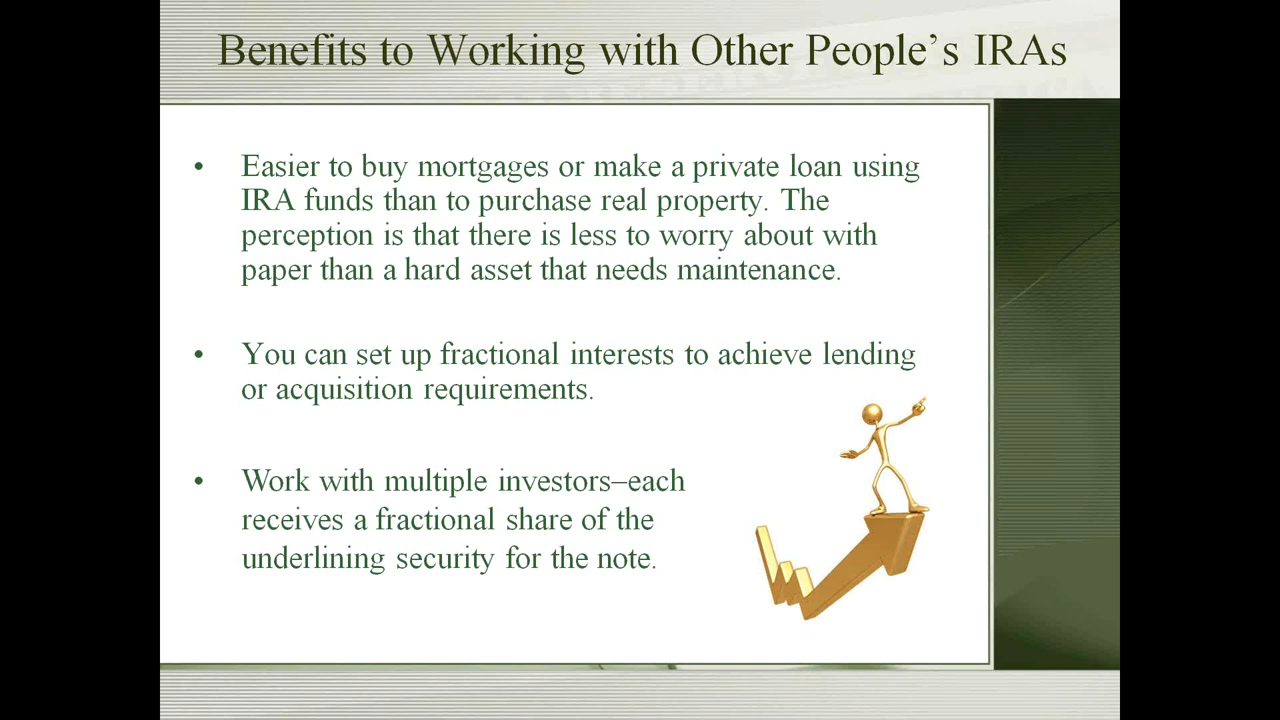 Benefits to Working with Other People’s IRAs
• Easier to buy mortgages or make a private loan using
IRA funds than to purchase real property. The
perception is that there is less to worry about with
paper than a hard asset that needs maintenance.
• You can set up fractional interests to achieve lending
or acquisition requirements.
• Work with multiple investors–each
receives a fractional share of the
underlining security for the note.